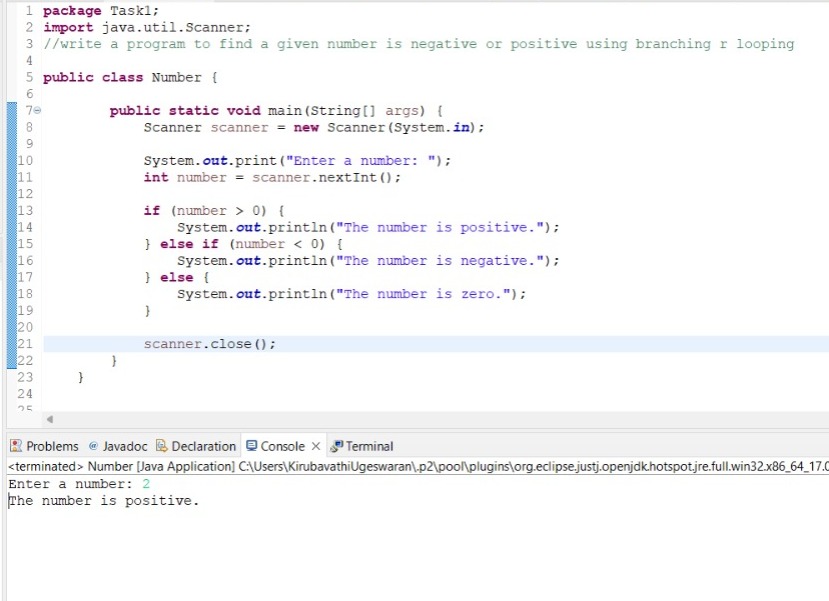 1 package Task1;
2 import java.util.Scanner;
3 //write a program to find a given number is negative or positive using branching r looping
4
5 public class Number {
6
7 public static void main(String[] args) {
8 Scanner scanner = new Scanner(System.in);
9
10 System.out.print("Enter a number: ");
11 int number = scanner.nextInt();
12
13 if (number > 0) {
14 System.out.println("The number is positive.");
15 } else if (number < 0) {
16 System.out.println("The number is negative.");
17 } else {
18 System.out.println("The number is zero.");
19 }
20
21 scanner.close();
22 }
23 }
24
25
Problems Javadoc Declaration Console Terminal
<terminated> Number [Java Application] C:\Users\KirubavathiUgeswaran\.p2\pool\plugins\org.eclipse.justj.openjdk.hotspot.jre.full.win32.x86_64_17.0
Enter a number: 2
The number is positive.